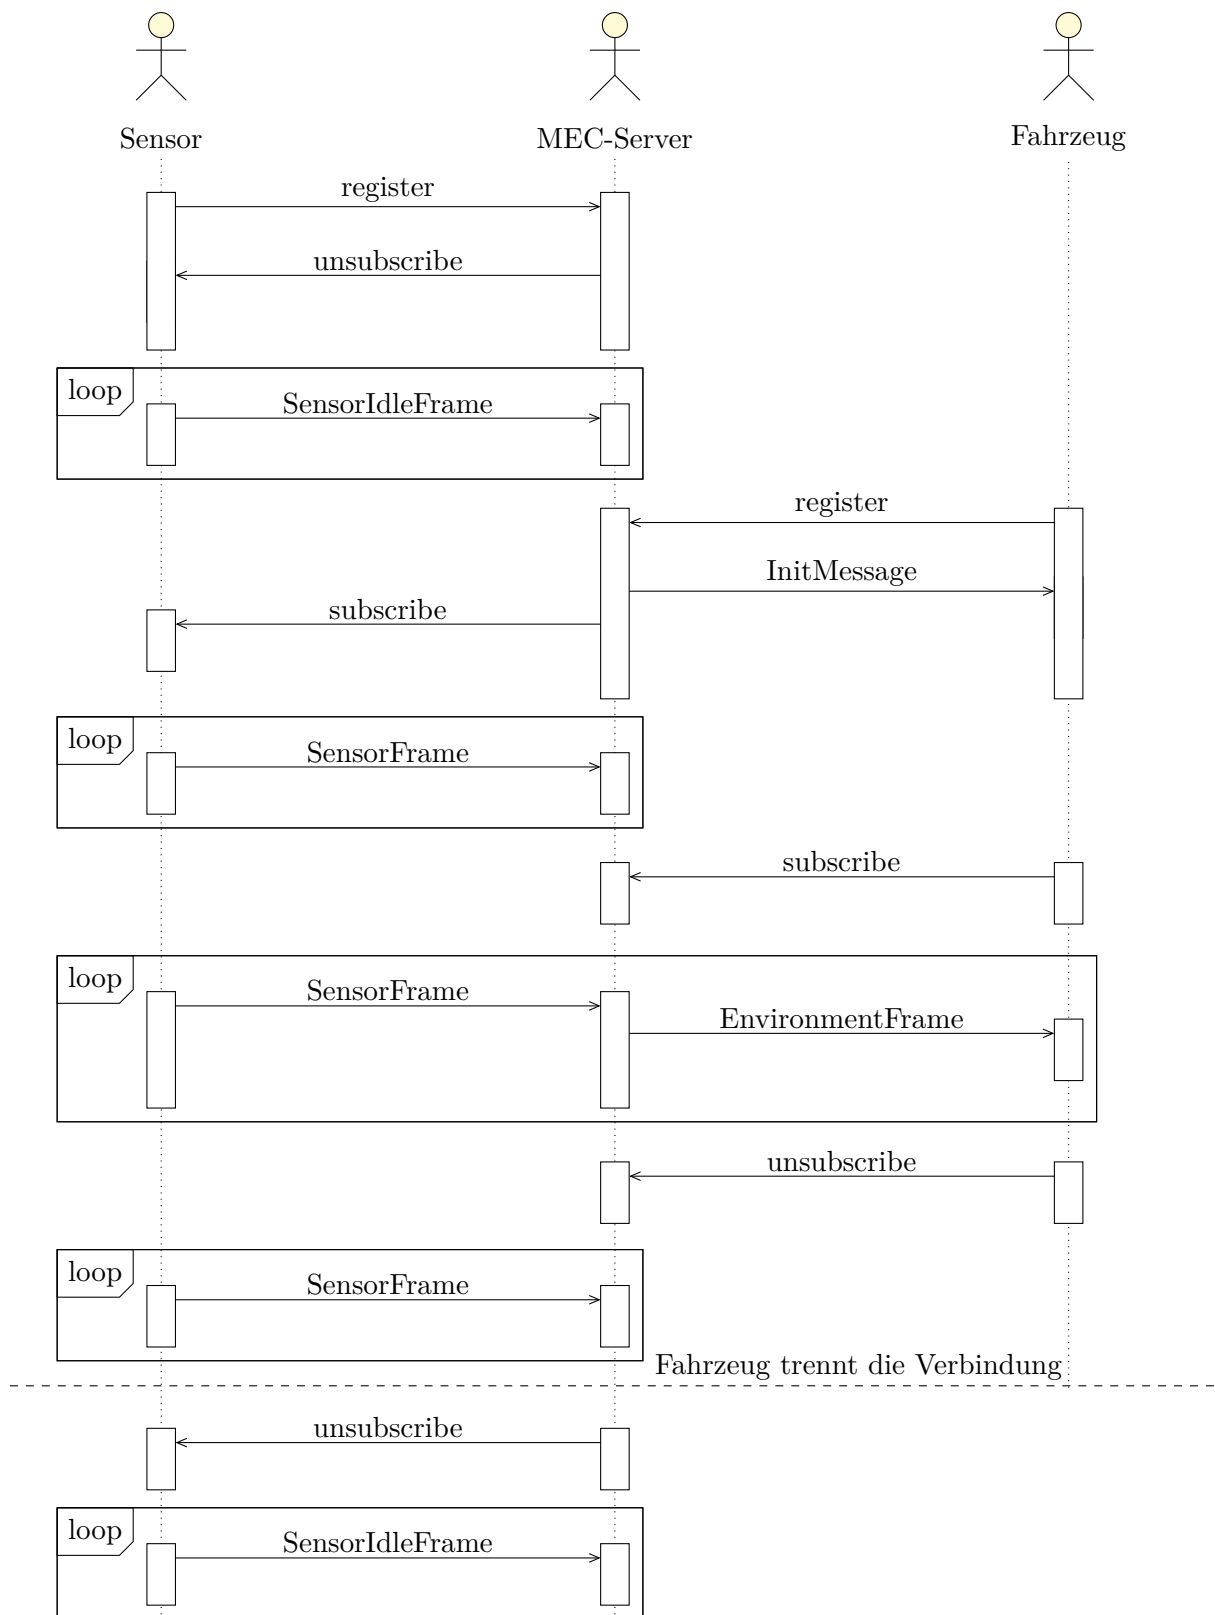 Sensor
MEC-Server
Fahrzeug
register
unsubscribe
loop
SensorIdleFrame
register
InitMessage
subscribe
loop
SensorFrame
subscribe
loop
SensorFrame
EnvironmentFrame
unsubscribe
loop
SensorFrame
Fahrzeug trennt die Verbindung
unsubscribe
loop
SensorIdleFrame